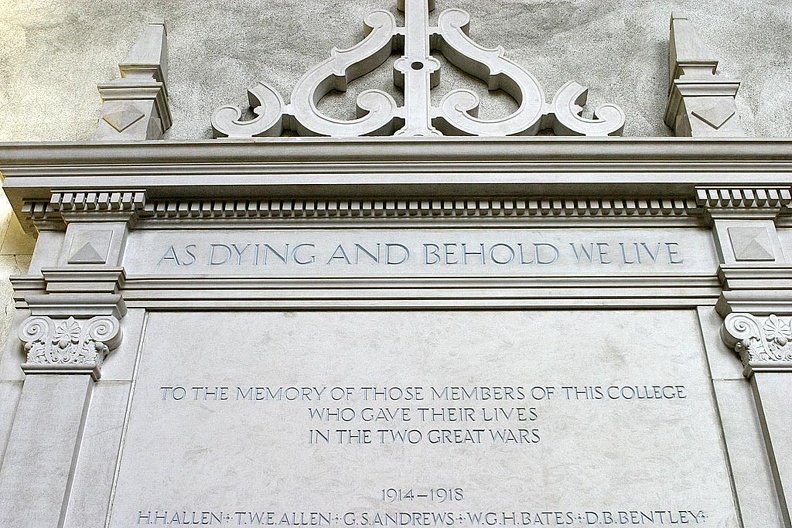 AS DYING AND BEHOLD WE LIVE
TO THE MEMORY OF THOSE MEMBERS OF THIS COLLEGE
WHO GAVE THEIR LIVES
IN THE TWO GREAT WARS
1914–1918
H.H.ALLEN + T.W.E.ALLEN + G.S.ANDREWS + W.G.H.BATES + D.B.BENTLEY +